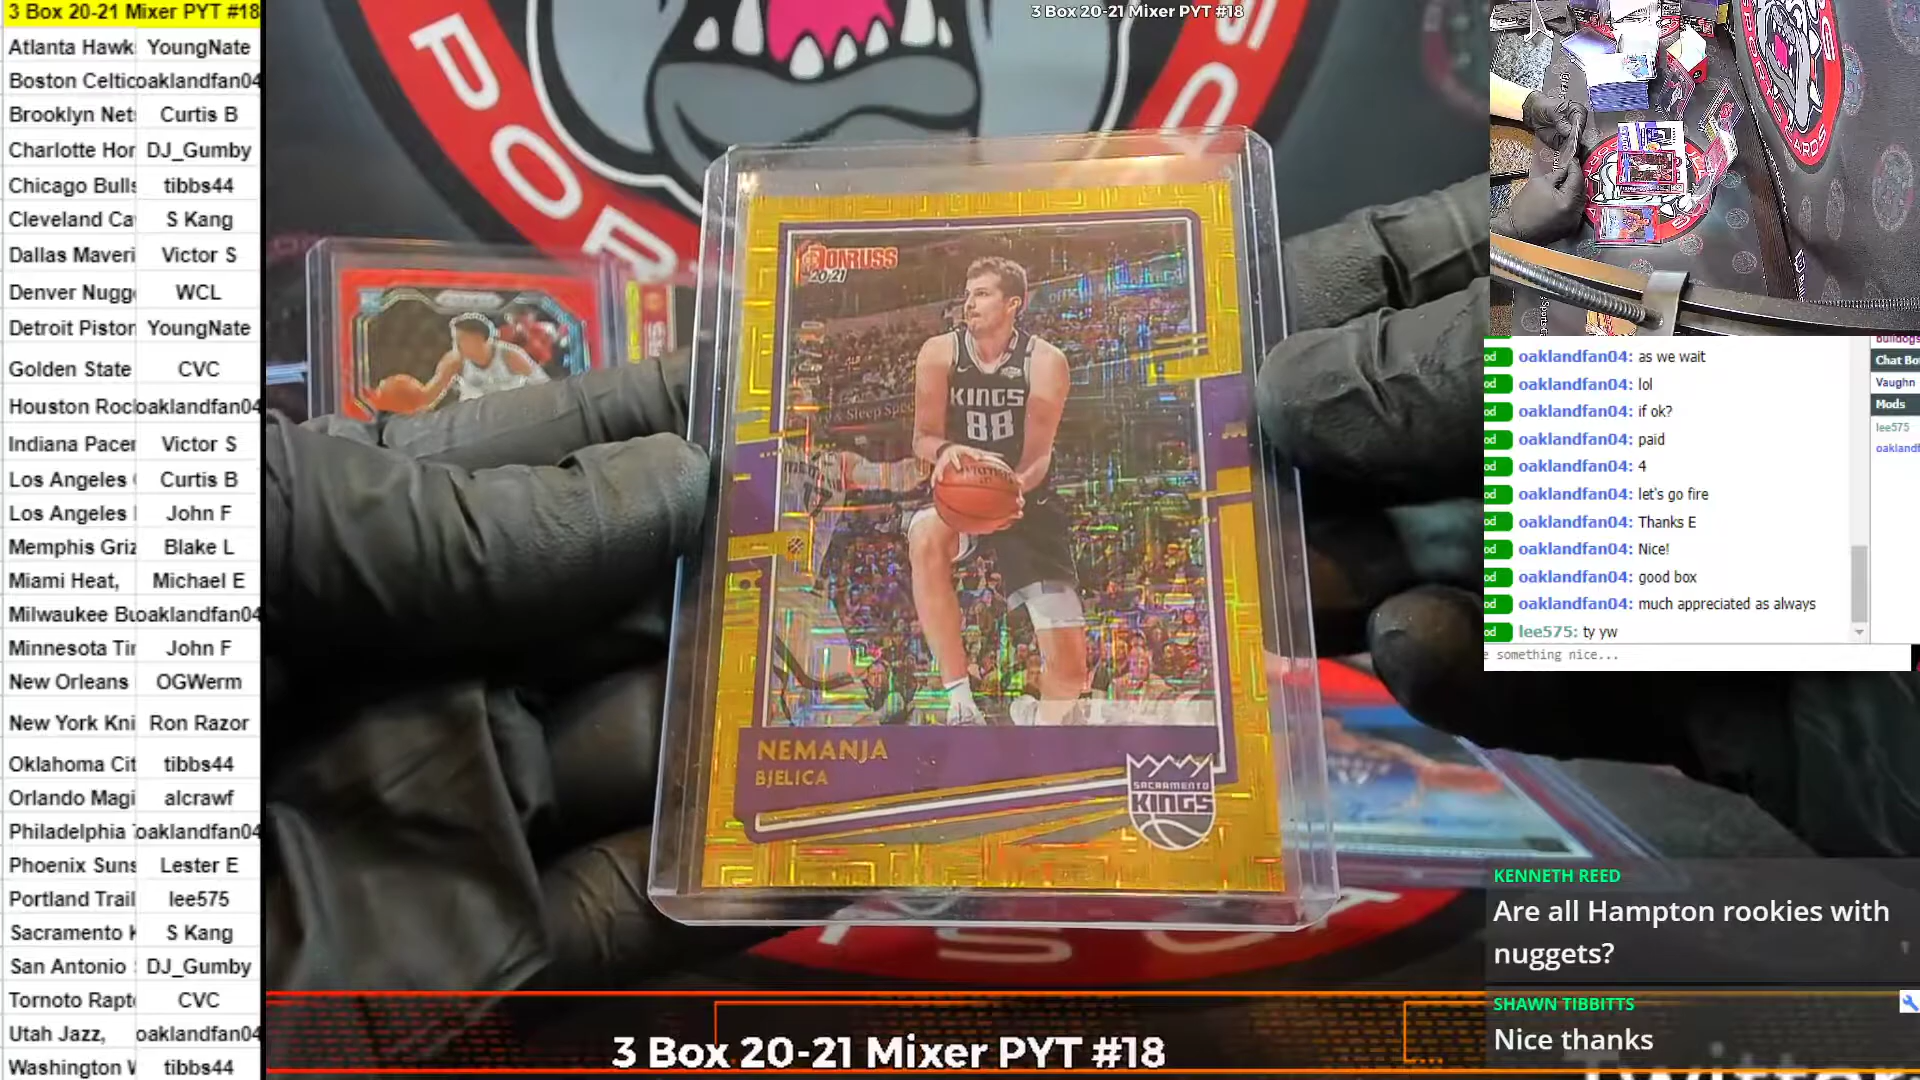 3 Box 20-21 Mixer PYT #18
Atlanta Hawk YoungNate
Boston Celtic oaklandfan04
Brooklyn Net Curtis B
Charlotte Hor DJ_Gumby
Chicago Bulls tibbs44
Cleveland Ca S Kang
Dallas Maveri Victor S
Denver Nugg WCL
Detroit Piston YoungNate
Golden State CVC
Houston Roc oaklandfan04
Indiana Pacer Victor S
Los Angeles Curtis B
Los Angeles John F
Memphis Griz Blake L
Miami Heat, Michael E
Milwaukee Bu oaklandfan04
Minnesota Tir John F
New Orleans OGWerm
New York Kni Ron Razor
Oklahoma Cit tibbs44
Orlando Magi alcrawf
Philadelphia oaklandfan04
Phoenix Suns Lester E
Portland Trail lee575
Sacramento K S Kang
San Antonio DJ_Gumby
Tornoto Rapt CVC
Utah Jazz, oaklandfan04
Washington W tibbs44
3 Box 20-21 Mixer PYT #18
DONRUSS
20-21
KINGS
88
NEMANJA
BJELICA
SACRAMENTO
KINGS
3 Box 20-21 Mixer PYT #18
oaklandfan04: as we wait
oaklandfan04: lol
oaklandfan04: if ok?
oaklandfan04: paid
oaklandfan04: 4
oaklandfan04: let's go fire
oaklandfan04: Thanks E
oaklandfan04: Nice!
oaklandfan04: good box
oaklandfan04: much appreciated as always
lee575: ty yw
something nice...
bulldogs
Chat Bo
Vaughn
Mods
lee575
oakland
KENNETH REED
Are all Hampton rookies with
nuggets?
SHAWN TIBBITTS
Nice thanks